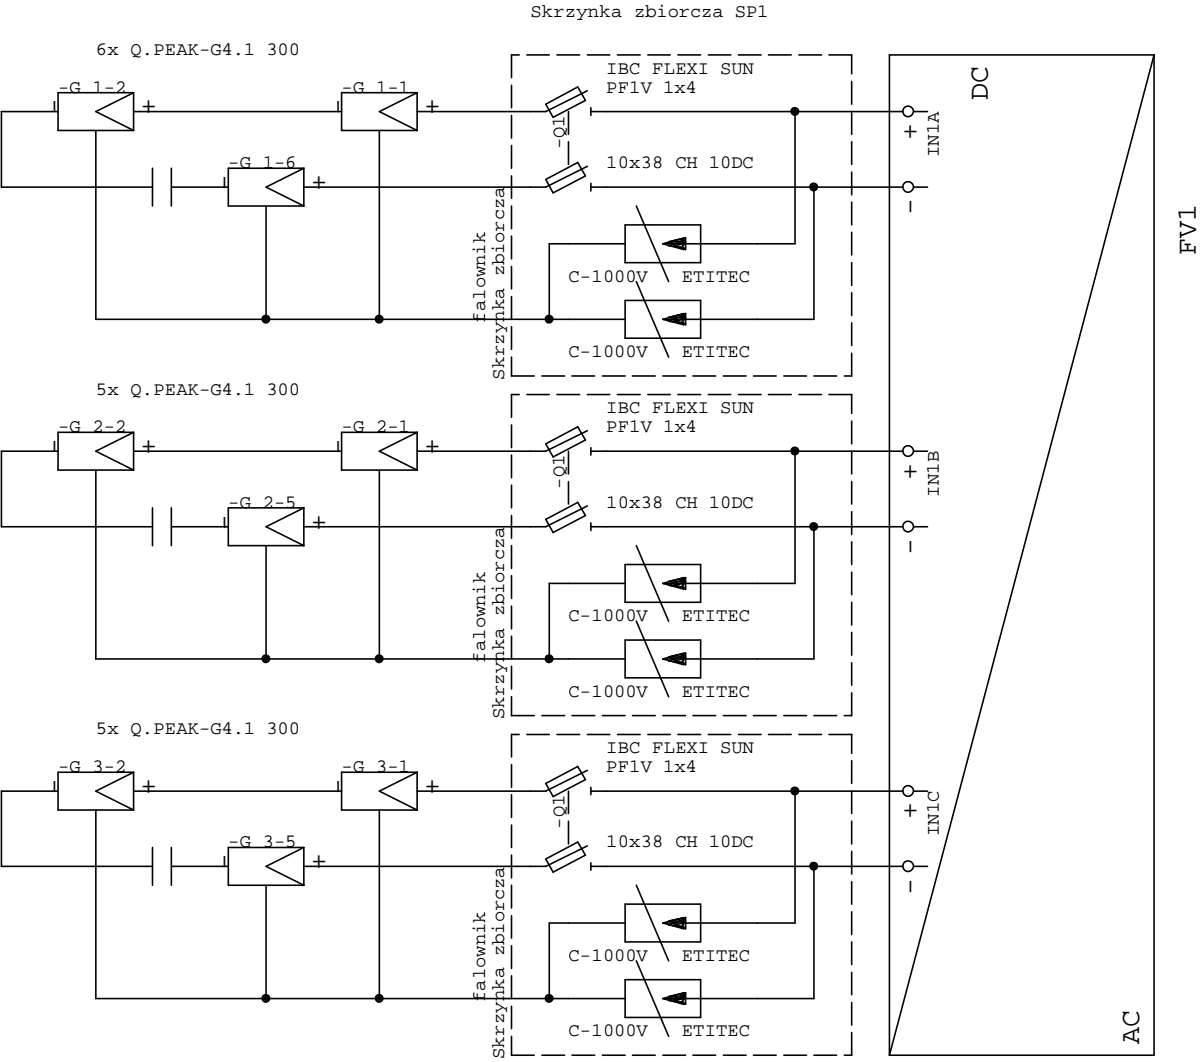 Skrzynka zbiorcza SP1
6x Q.PEAK-G4.1 300
IBC FLEXI SUN
PF1V 1x4
-G 1-2
+
-G 1-1
+
-Q1
10x38 CH 10DC
-G 1-6
+
falownik
Skrzynka zbiorcza
C-1000V ETITEC
C-1000V ETITEC
+
IN1A
-
DC
FV1
5x Q.PEAK-G4.1 300
IBC FLEXI SUN
PF1V 1x4
-G 2-2
+
-G 2-1
+
-Q1
10x38 CH 10DC
-G 2-5
+
falownik
Skrzynka zbiorcza
C-1000V ETITEC
C-1000V ETITEC
+
IN1B
-
5x Q.PEAK-G4.1 300
IBC FLEXI SUN
PF1V 1x4
-G 3-2
+
-G 3-1
+
-Q1
10x38 CH 10DC
-G 3-5
+
falownik
Skrzynka zbiorcza
C-1000V ETITEC
C-1000V ETITEC
+
IN1C
-
AC